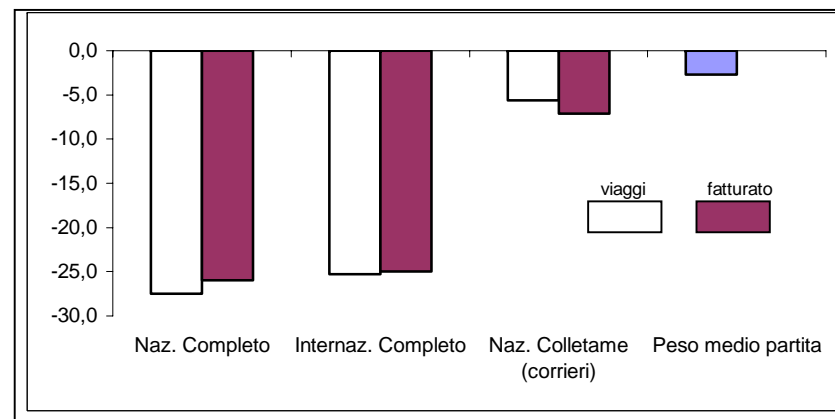 0,0
-5,0
-10,0
-15,0
-20,0
-25,0
-30,0
viaggi fatturato
Naz. Completo Internaz. Completo Naz. Colletame Peso medio partita
(corrieri)